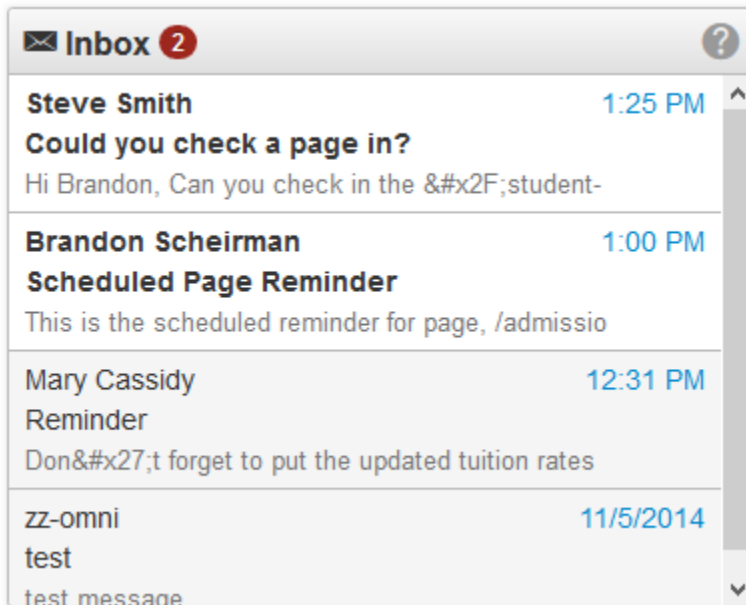 Inbox 2 ?
Steve Smith 1:25 PM
Could you check a page in?
Hi Brandon, Can you check in the &#x2F;student-
Brandon Scheirman 1:00 PM
Scheduled Page Reminder
This is the scheduled reminder for page, /admissio
Mary Cassidy 12:31 PM
Reminder
Don&#x27;t forget to put the updated tuition rates
zz-omni 11/5/2014
test
test message